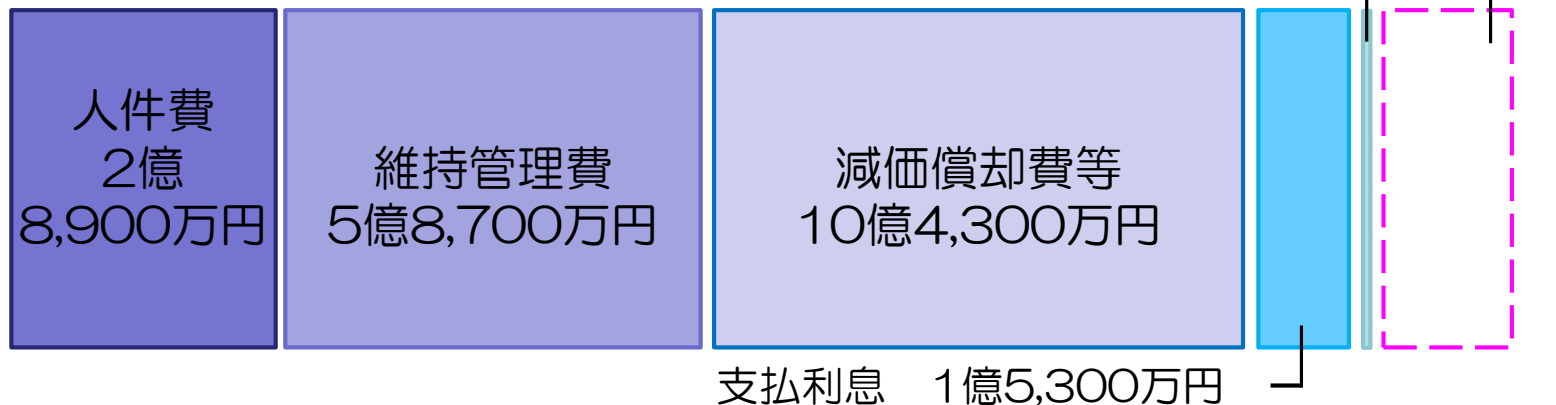 人件費
2億
8,900万円
維持管理費
5億8,700万円
減価償却費等
10億4,300万円
支払利息　1億5,300万円